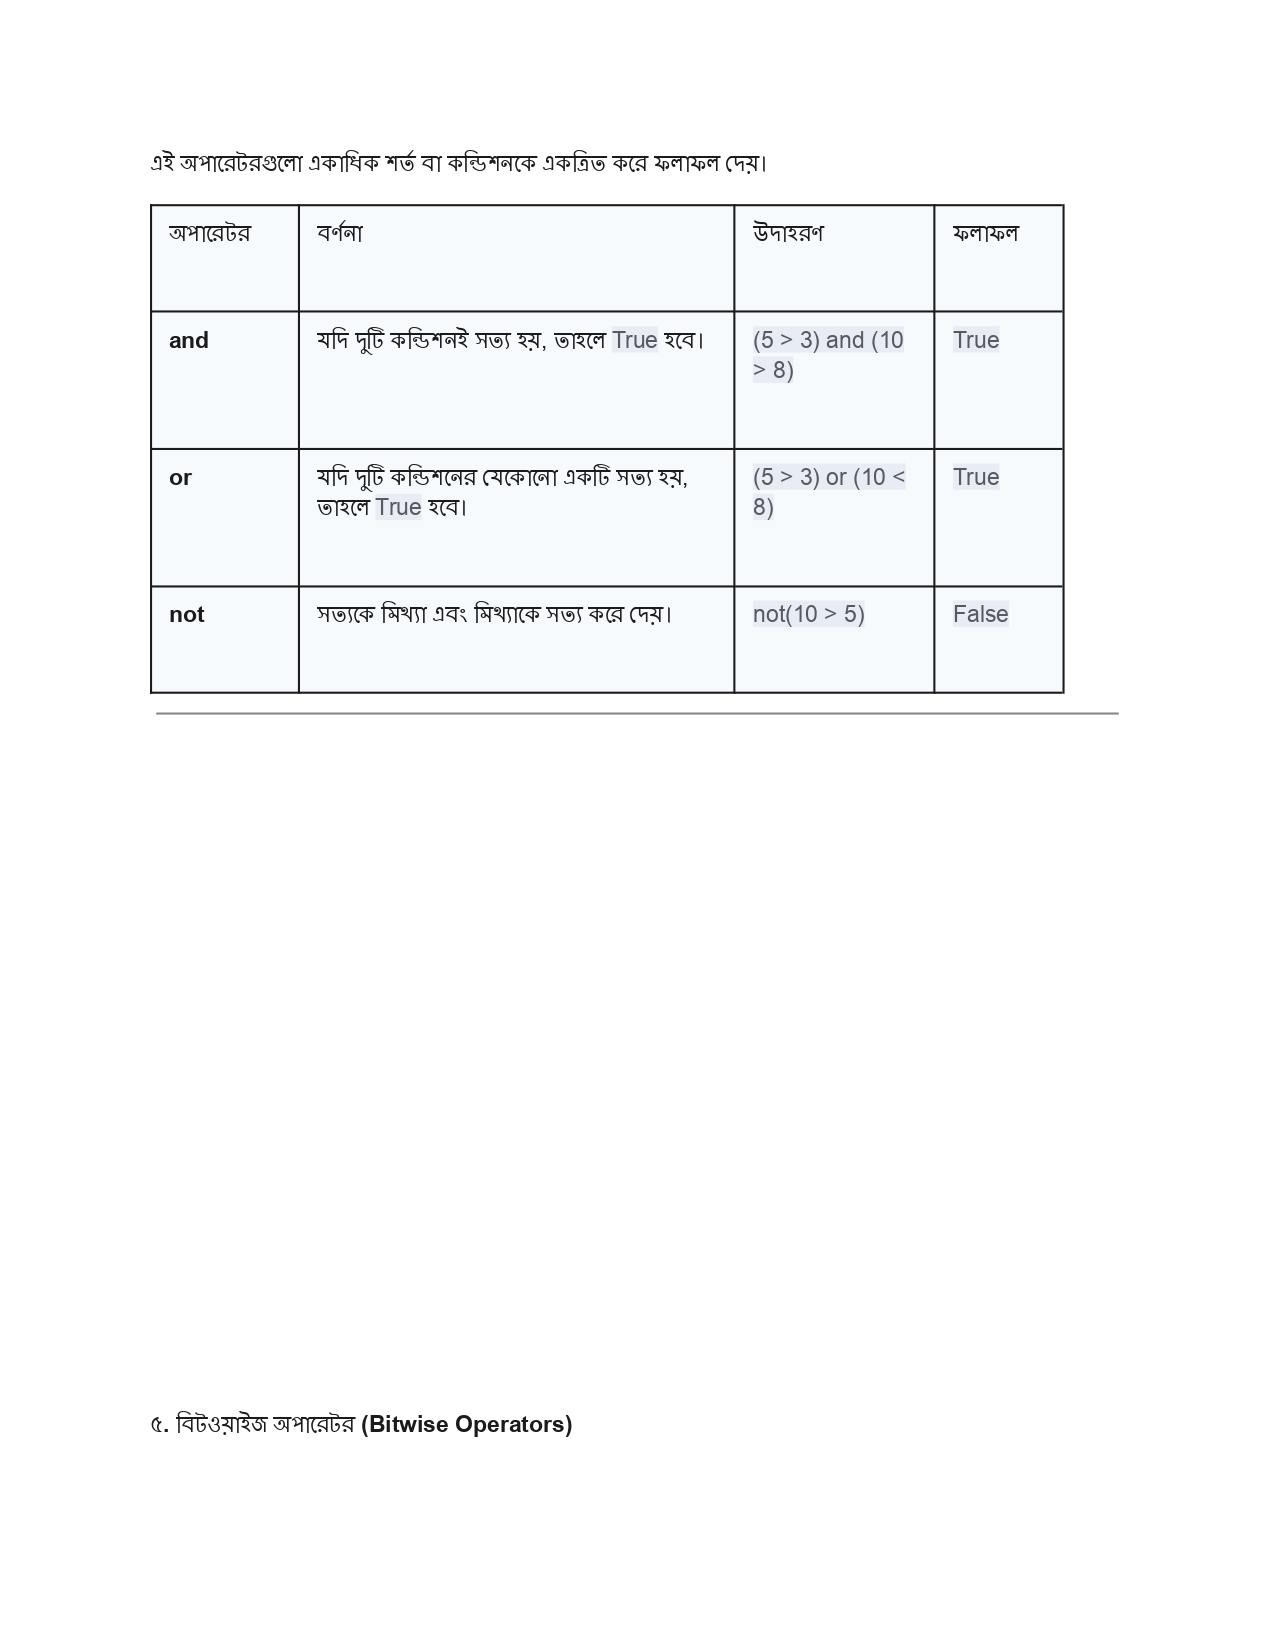 এই অপারেটরগুলো একাধিক শর্ত বা কন্ডিশনকে একত্রিত করে ফলাফল দেয়।
অপারেটর বর্ণনা উদাহরণ ফলাফল
and যদি দুটি কন্ডিশনই সত্য হয়, তাহলে True হবে। (5 > 3) and (10 True
> 8)
or যদি দুটি কন্ডিশনের যেকোনো একটি সত্য হয়, (5 > 3) or (10 < True
তাহলে True হবে। 8)
not সত্যকে মিথ্যা এবং মিথ্যাকে সত্য করে দেয়। not(10 > 5) False
৫. বিটওয়াইজ অপারেটর (Bitwise Operators)